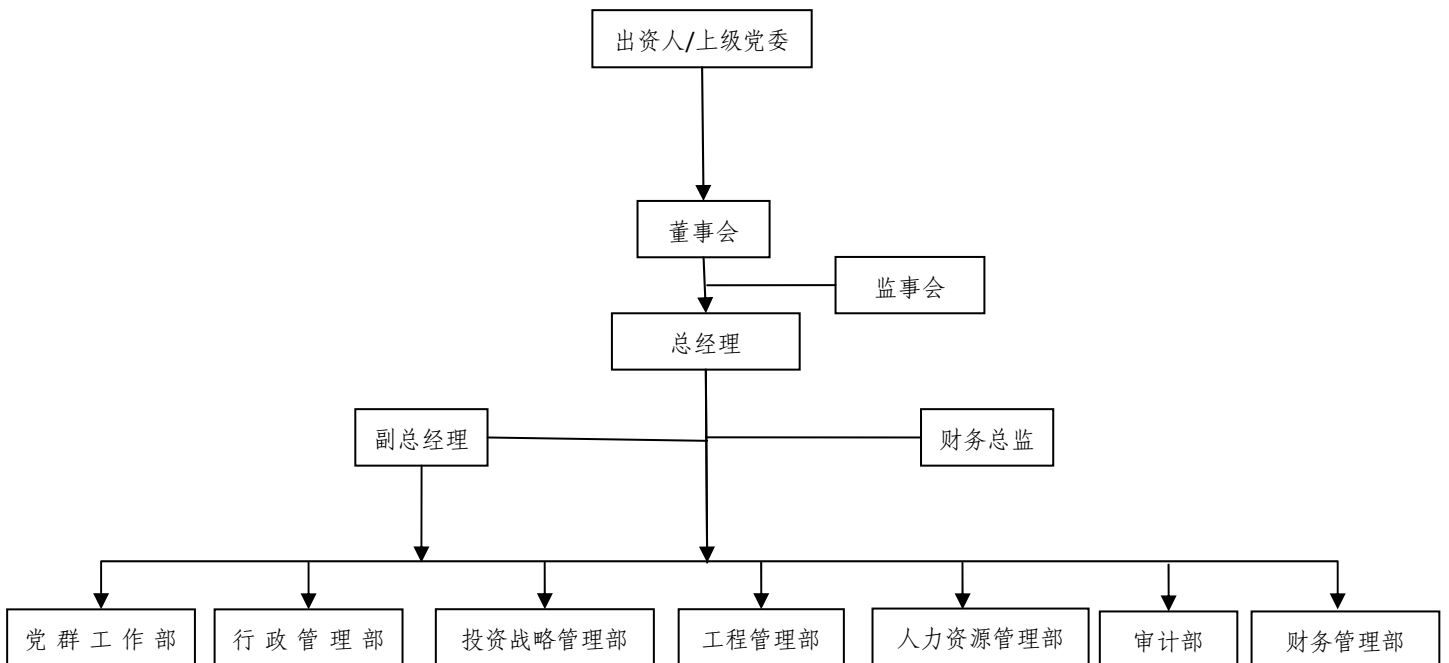 出资人/上级党委
董事会
监事会
总经理
副总经理
财务总监
党群工作部
行政管理部
投资战略管理部
工程管理部
人力资源管理部
审计部
财务管理部